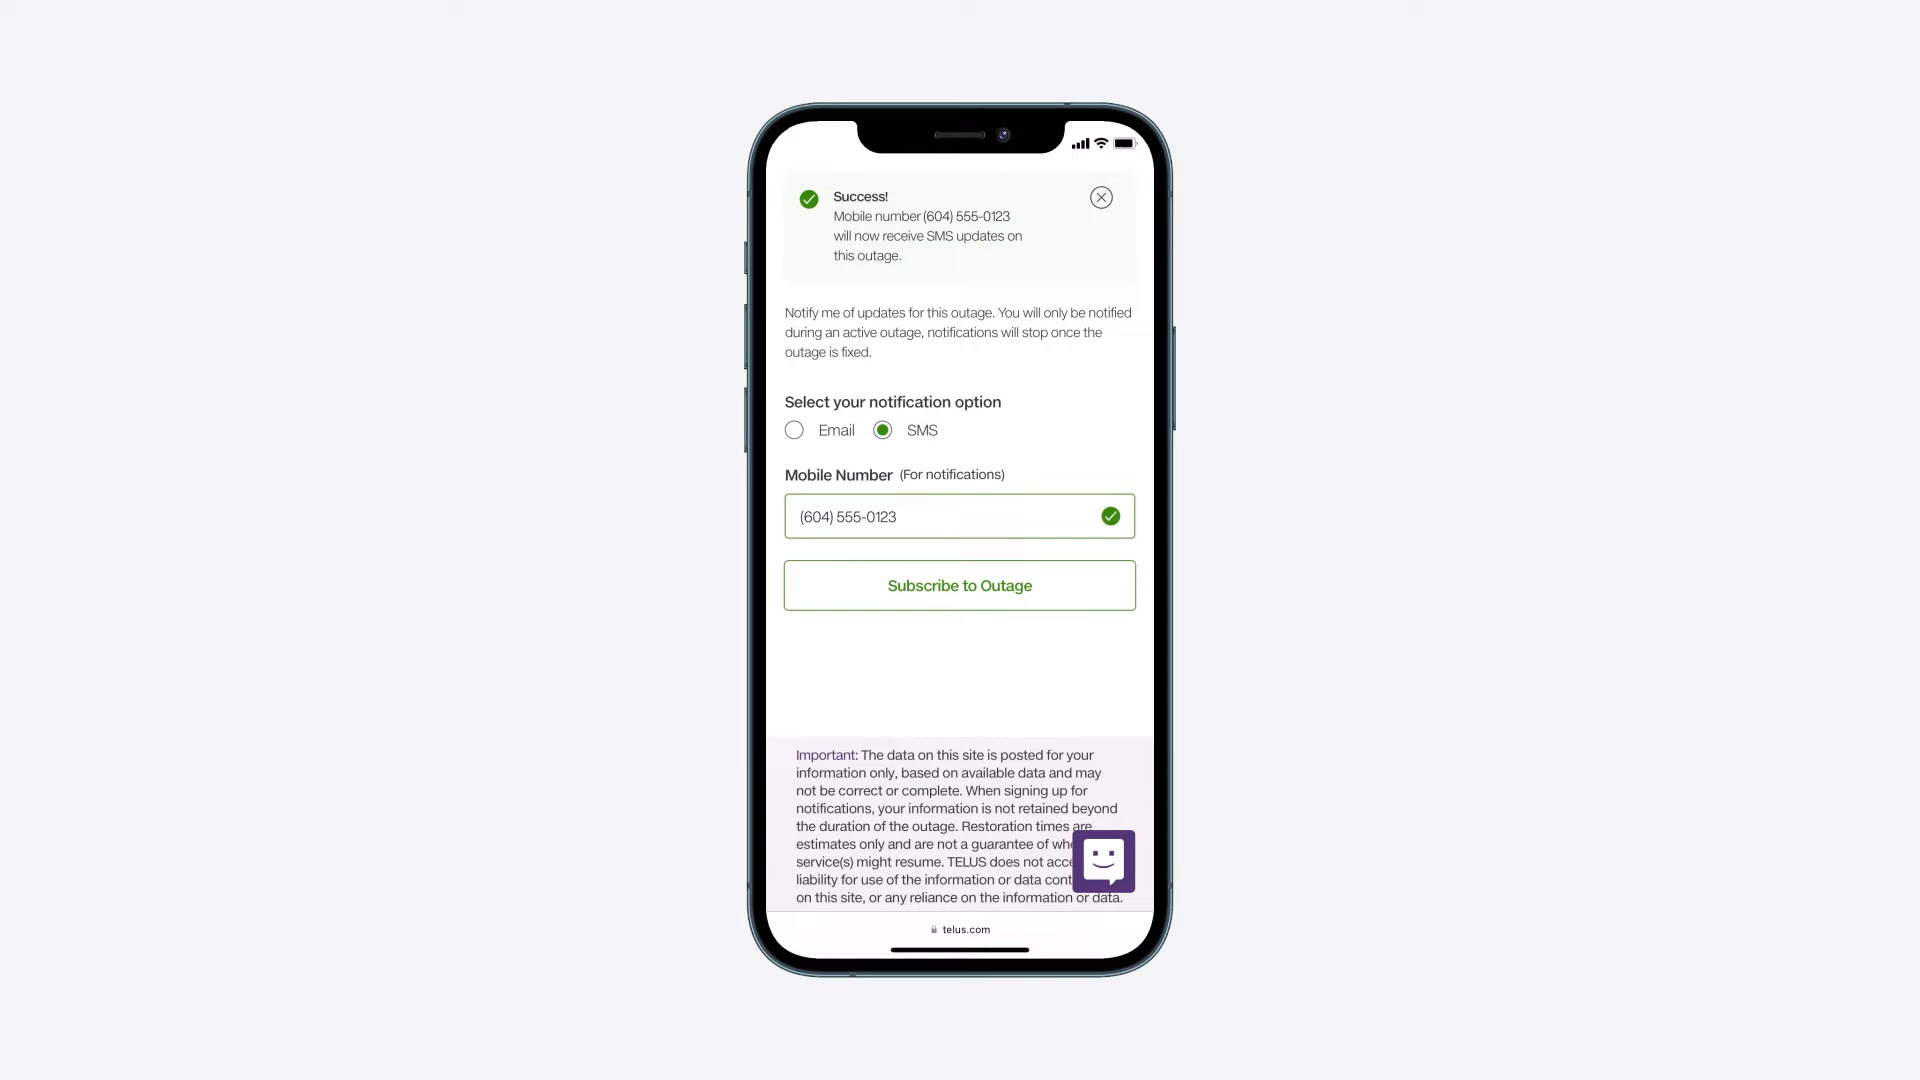 Success!
Mobile number (604) 555-0123
will now receive SMS updates on
this outage.
Notify me of updates for this outage. You will only be notified
during an active outage, notifications will stop once the
outage is fixed.
Select your notification option
Email SMS
Mobile Number (For notifications)
(604) 555-0123
Subscribe to Outage
Important: The data on this site is posted for your
information only, based on available data and may
not be correct or complete. When signing up for
notifications, your information is not retained beyond
the duration of the outage. Restoration times are
estimates only and are not a guarantee of
service(s) might resume. TELUS does not
liability for use of the information or data
on this site, or any reliance on the information or data.
telus.com